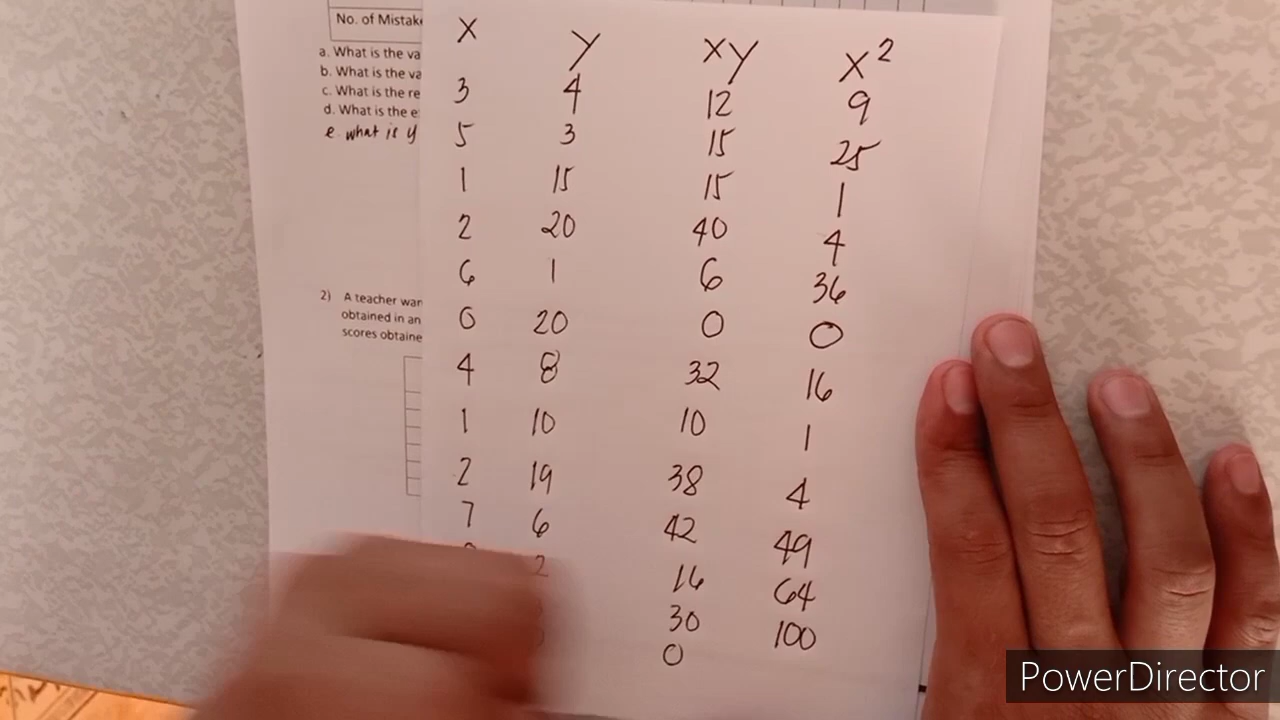 No. of Mistake
a. What is the va
b. What is the va
c. What is the re
d. What is the e
e. what is y
2) A teacher wan
obtained in an
scores obtaine
x y xy x²
3 4 12 9
5 3 15 25
1 15 15 1
2 20 40 4
6 1 6 36
0 20 0 0
4 8 32 16
1 10 10 1
2 19 38 4
7 6 42 49
2 16 64
30 100
0
PowerDirector